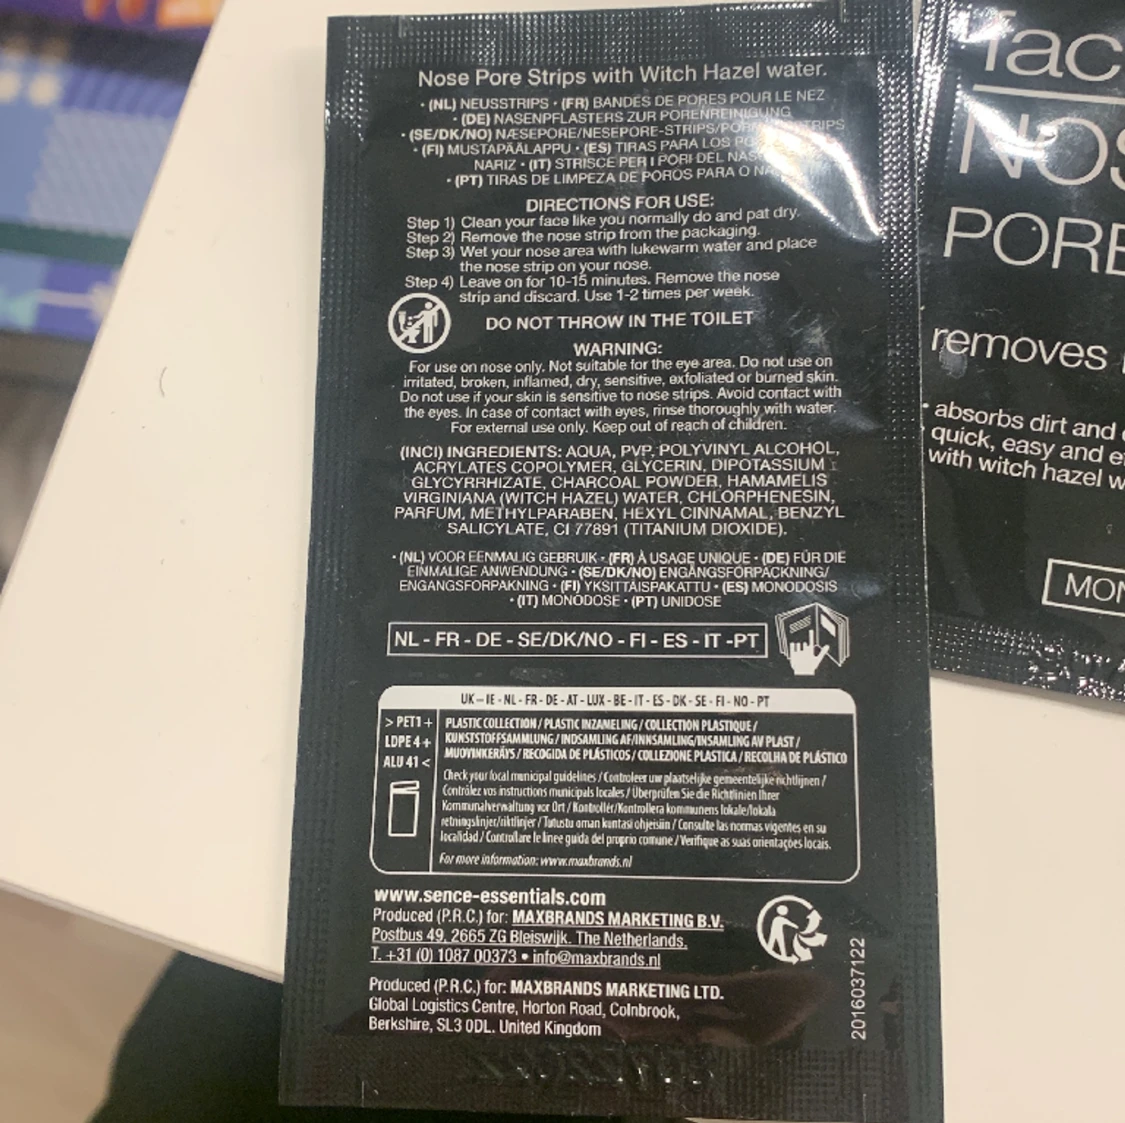 Nose Pore Strips with Witch Hazel water.
• (NL) NEUSSTRIPS • (FR) BANDES DE PORES POUR LE NEZ
• (DE) NASENPFLASTERS ZUR PORENREINIGUNG
• (SE/DK/NO) NÆSEPORE/NESEPORE-STRIPS/
• (FI) MUSTAPÄÄLAPPU • (ES) TIRAS PARA LOS
NARIZ • (IT) STRISCE PER I PORI DEL
• (PT) TIRAS DE LIMPEZA DE POROS PARA O
DIRECTIONS FOR USE:
Step 1) Clean your face like you normally do and pat dry.
Step 2) Remove the nose strip from the packaging.
Step 3) Wet your nose area with lukewarm water and place
the nose strip on your nose.
Step 4) Leave on for 10-15 minutes. Remove the nose
strip and discard. Use 1-2 times per week.
DO NOT THROW IN THE TOILET
WARNING:
For use on nose only. Not suitable for the eye area. Do not use on
irritated, broken, inflamed, dry, sensitive, exfoliated or burned skin.
Do not use if your skin is sensitive to nose strips. Avoid contact with
the eyes. In case of contact with eyes, rinse thoroughly with water.
For external use only. Keep out of reach of children.
(INCI) INGREDIENTS: AQUA, PVP, POLYVINYL ALCOHOL,
ACRYLATES COPOLYMER, GLYCERIN, DIPOTASSIUM
GLYCYRRHIZATE, CHARCOAL POWDER, HAMAMELIS
VIRGINIANA (WITCH HAZEL) WATER, CHLORPHENESIN,
PARFUM, METHYLPARABEN, HEXYL CINNAMAL, BENZYL
SALICYLATE, CI 77891 (TITANIUM DIOXIDE).
• (NL) VOOR EENMALIG GEBRUIK • (FR) À USAGE UNIQUE • (DE) FÜR DIE
EINMALIGE ANWENDUNG • (SE/DK/NO) ENGÅNGSFÖRPACKNING/
ENGANGSFORPAKNING • (FI) YKSITTÄISPAKATTU • (ES) MONODOSIS
• (IT) MONODOSE • (PT) UNIDOSE
NL - FR - DE - SE/DK/NO - FI - ES - IT -PT
UK - IE - NL - FR - DE - AT - LUX - BE - IT - ES - DK - SE - FI - NO - PT
> PET1 +
LDPE 4 +
ALU 41 <
PLASTIC COLLECTION / PLASTIC INZAMELING / COLLECTION PLASTIQUE /
KUNSTSTOFFSAMMLUNG / INDSAMLING AF/INNSAMLING/INSAMLING AV PLAST /
MUOVINKERÄYS / RECOGIDA DE PLÁSTICOS / COLLEZIONE PLASTICA / RECOLHA DE PLÁSTICO
Check your local municipal guidelines / Controleer uw plaatselijke gemeentelijke richtlijnen /
Contrôlez vos instructions municipals locales / Überprüfen Sie die Richtlinien Ihrer
Kommunalverwaltung vor Ort / Kontrollér/Kontrollera kommunens lokale/lokala
retningslinjer/riktlinjer / Tutustu oman kuntasi ohjeisiin / Consulte las normas vigentes en su
localidad / Controllare le linee guida del proprio comune / Verifique as suas orientações locais.
For more information: www.maxbrands.nl
www.sence-essentials.com
Produced (P.R.C.) for: MAXBRANDS MARKETING B.V.
Postbus 49, 2665 ZG Bleiswijk. The Netherlands.
T. +31 (0) 1087 00373 • info@maxbrands.nl
Produced (P.R.C.) for: MAXBRANDS MARKETING LTD.
Global Logistics Centre, Horton Road, Colnbrook,
Berkshire, SL3 0DL. United Kingdom
2016037122
fac
NOS
PORE
removes
• absorbs dirt and
quick, easy and
with witch hazel
MON